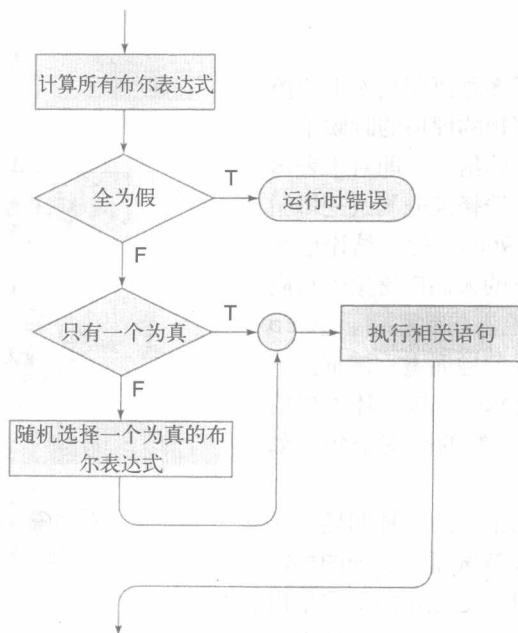 计算所有布尔表达式
全为假
T
运行时错误
F
只有一个为真
T
执行相关语句
F
随机选择一个为真的布
尔表达式